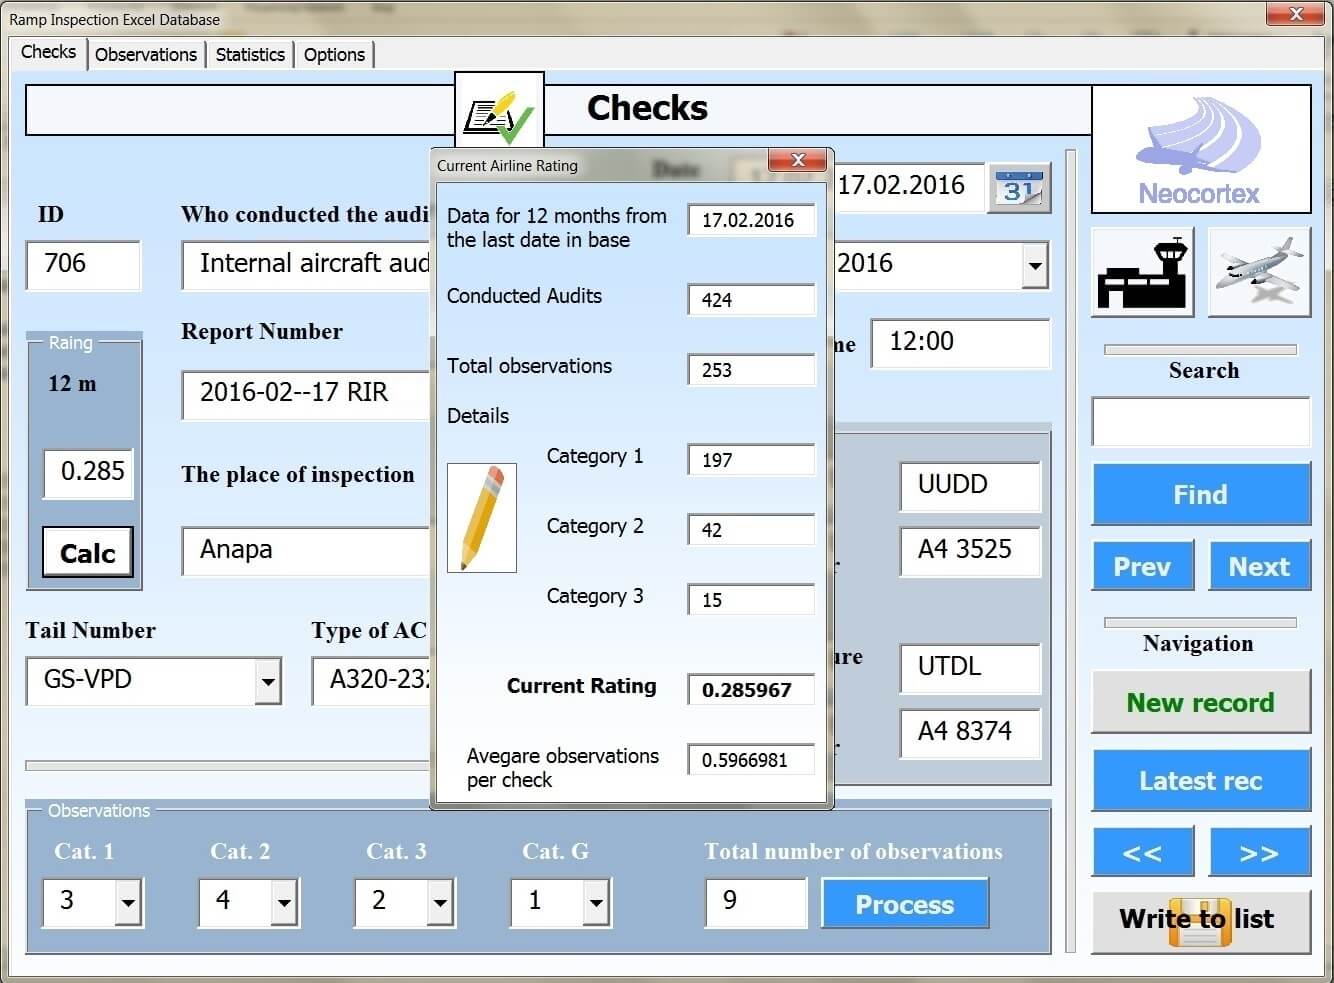 Ramp Inspection Excel Database
Checks
Observations
Statistics
Options
Checks
Neocortex
Date
17.02.2016
31
ID
Who conducted the audi
706
Internal aircraft aud
2016
Raing
12 m
0.285
Calc
Report Number
2016-02--17 RIR
me
12:00
The place of inspection
Anapa
Tail Number
GS-VPD
Type of AC
A320-232
UUDD
A4 3525
ure
UTDL
A4 8374
Current Airline Rating
Data for 12 months from
the last date in base
17.02.2016
Conducted Audits
424
Total observations
253
Details
Category 1
197
Category 2
42
Category 3
15
Current Rating
0.285967
Avegare observations
per check
0.5966981
Observations
Cat. 1
Cat. 2
Cat. 3
Cat. G
Total number of observations
3
4
2
1
9
Process
Search
Find
Prev
Next
Navigation
New record
Latest rec
<<
>>
Write to list